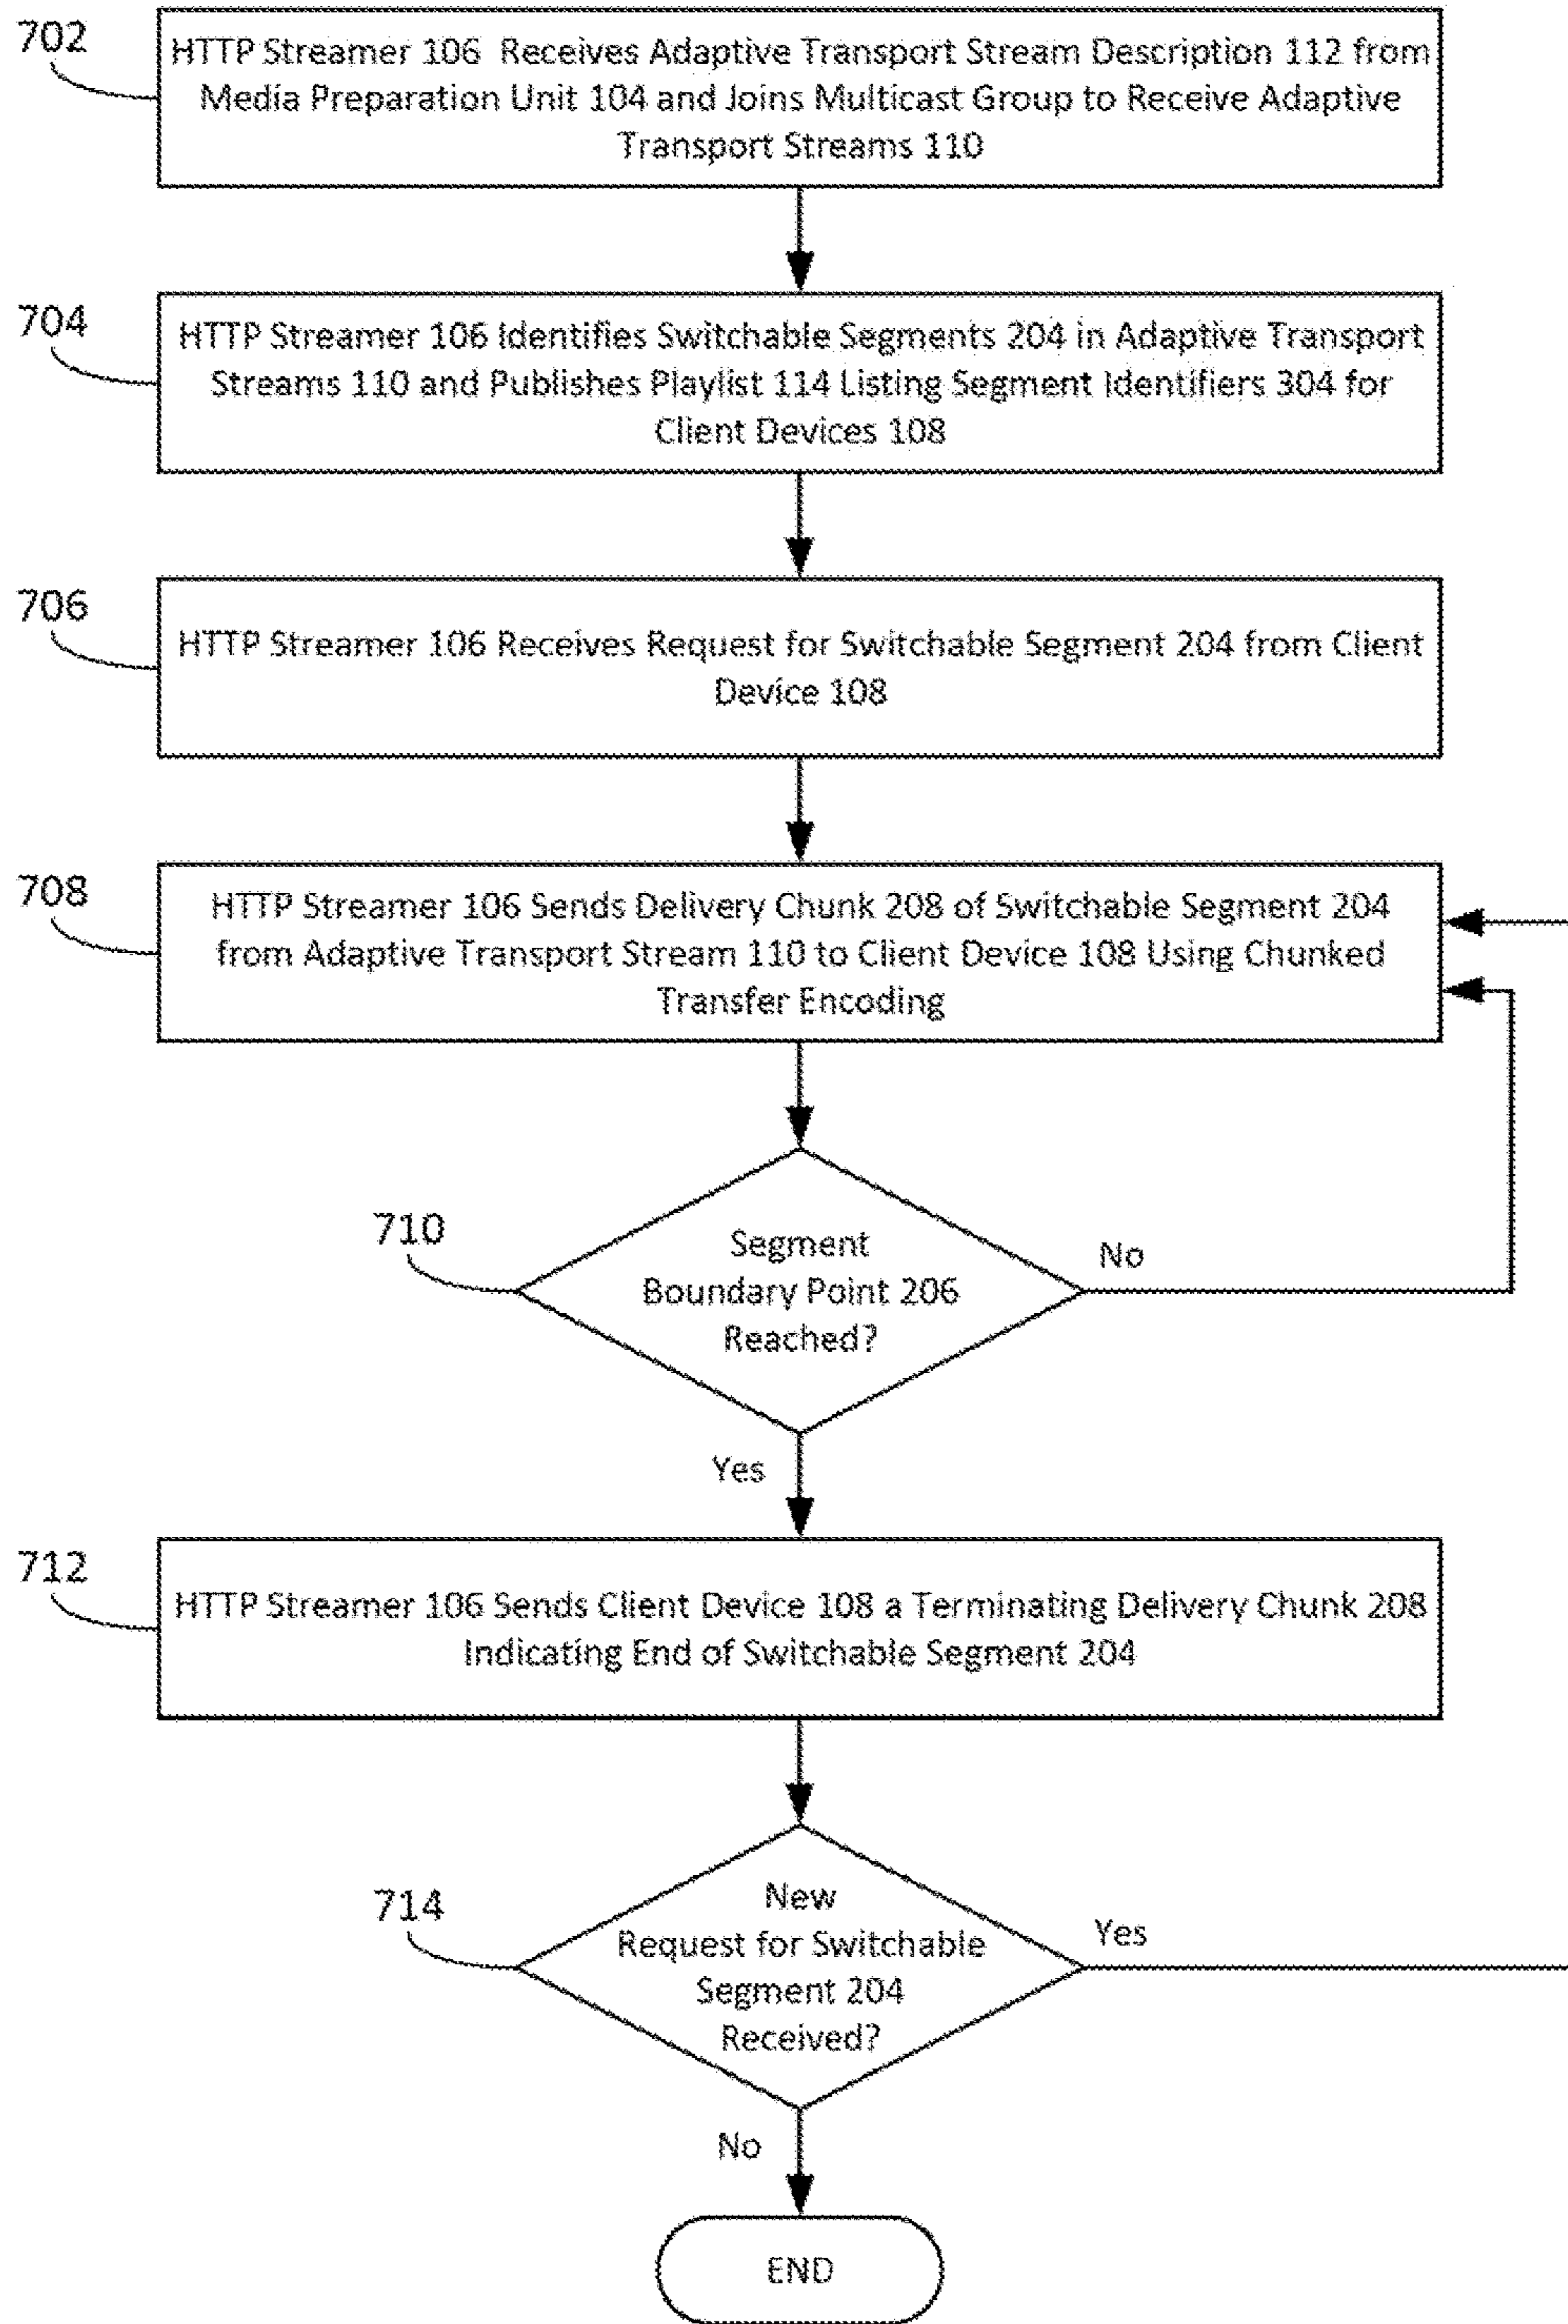 702
HTTP Streamer 106 Receives Adaptive Transport Stream Description 112 from
Media Preparation Unit 104 and Joins Multicast Group to Receive Adaptive
Transport Streams 110
704
HTTP Streamer 106 Identifies Switchable Segments 204 in Adaptive Transport
Streams 110 and Publishes Playlist 114 Listing Segment Identifiers 304 for
Client Devices 108
706
HTTP Streamer 106 Receives Request for Switchable Segment 204 from Client
Device 108
708
HTTP Streamer 106 Sends Delivery Chunk 208 of Switchable Segment 204
from Adaptive Transport Stream 110 to Client Device 108 Using Chunked
Transfer Encoding
710
Segment
Boundary Point 206
Reached?
No
Yes
712
HTTP Streamer 106 Sends Client Device 108 a Terminating Delivery Chunk 208
Indicating End of Switchable Segment 204
714
New
Request for Switchable
Segment 204
Received?
Yes
No
END